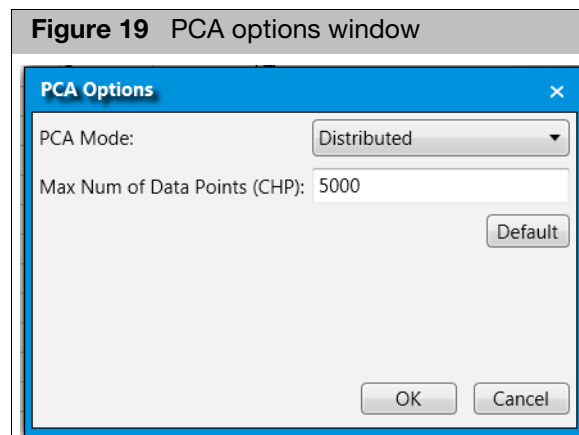 Figure 19 PCA options window
PCA Options
PCA Mode: Distributed
Max Num of Data Points (CHP): 5000
Default
OK Cancel